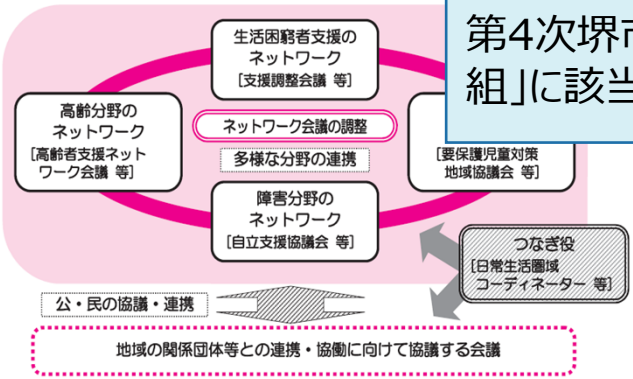 第4次堺市
組」に該当
生活困窮者支援の
ネットワーク
[支援調整会議 等]
高齢分野の
ネットワーク
[高齢者支援ネット
ワーク会議 等]
ネットワーク会議の調整
多様な分野の連携
[要保護児童対策
地域協議会 等]
障害分野の
ネットワーク
[自立支援協議会 等]
つなぎ役
[日常生活圏域
コーディネーター 等]
公・民の協議・連携
地域の関係団体等との連携・協働に向けて協議する会議